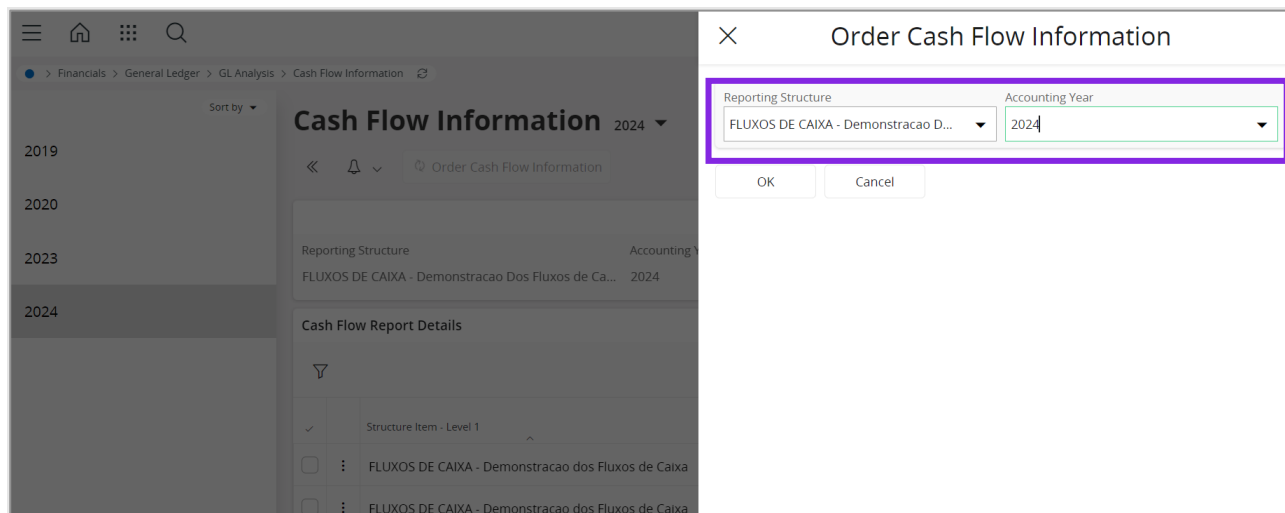 > Financials > General Ledger > GL Analysis > Cash Flow Information
Sort by
2019
2020
2023
2024
Cash Flow Information 2024
Order Cash Flow Information
Reporting Structure Accounting Y
FLUXOS DE CAIXA - Demonstracao Dos Fluxos de Ca... 2024
Cash Flow Report Details
Structure Item - Level 1
FLUXOS DE CAIXA - Demonstracao dos Fluxos de Caixa
FLUXOS DE CAIXA - Demonstracao dos Fluxos de Caixa
Order Cash Flow Information
Reporting Structure Accounting Year
FLUXOS DE CAIXA - Demonstracao D... 2024
OK Cancel